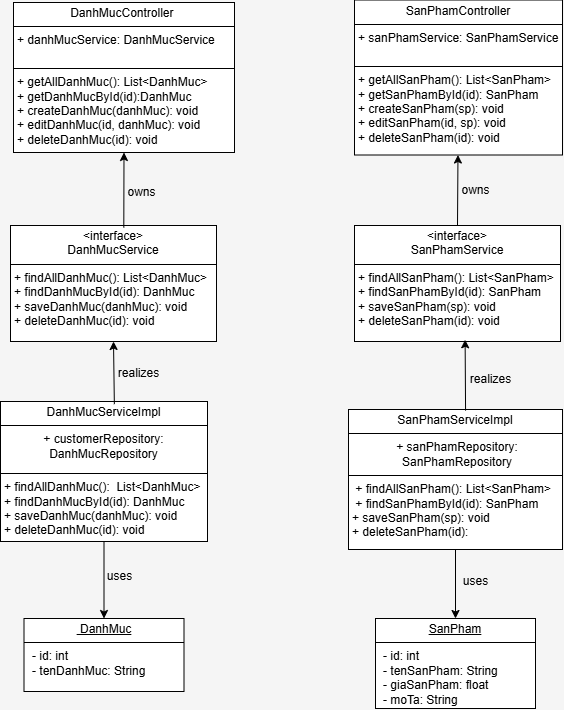 DanhMucController
+ danhMucService: DanhMucService
+ getAllDanhMuc(): List<DanhMuc>
+ getDanhMucById(id):DanhMuc
+ createDanhMuc(danhMuc): void
+ editDanhMuc(id, danhMuc): void
+ deleteDanhMuc(id): void
owns
<interface>
DanhMucService
+ findAllDanhMuc(): List<DanhMuc>
+ findDanhMucById(id): DanhMuc
+ saveDanhMuc(danhMuc): void
+ deleteDanhMuc(id): void
realizes
DanhMucServiceImpl
+ customerRepository:
DanhMucRepository
+ findAllDanhMuc():  List<DanhMuc>
+ findDanhMucById(id): DanhMuc
+ saveDanhMuc(danhMuc): void
+ deleteDanhMuc(id): void
uses
DanhMuc
- id: int
- tenDanhMuc: String
SanPhamController
+ sanPhamService: SanPhamService
+ getAllSanPham(): List<SanPham>
+ getSanPhamById(id): SanPham
+ createSanPham(sp): void
+ editSanPham(id, sp): void
+ deleteSanPham(id): void
owns
<interface>
SanPhamService
+ findAllSanPham(): List<SanPham>
+ findSanPhamById(id): SanPham
+ saveSanPham(sp): void
+ deleteSanPham(id): void
realizes
SanPhamServiceImpl
+ sanPhamRepository:
SanPhamRepository
+ findAllSanPham(): List<SanPham>
+ findSanPhamById(id): SanPham
+ saveSanPham(sp): void
+ deleteSanPham(id):
uses
SanPham
- id: int
- tenSanPham: String
- giaSanPham: float
- moTa: String